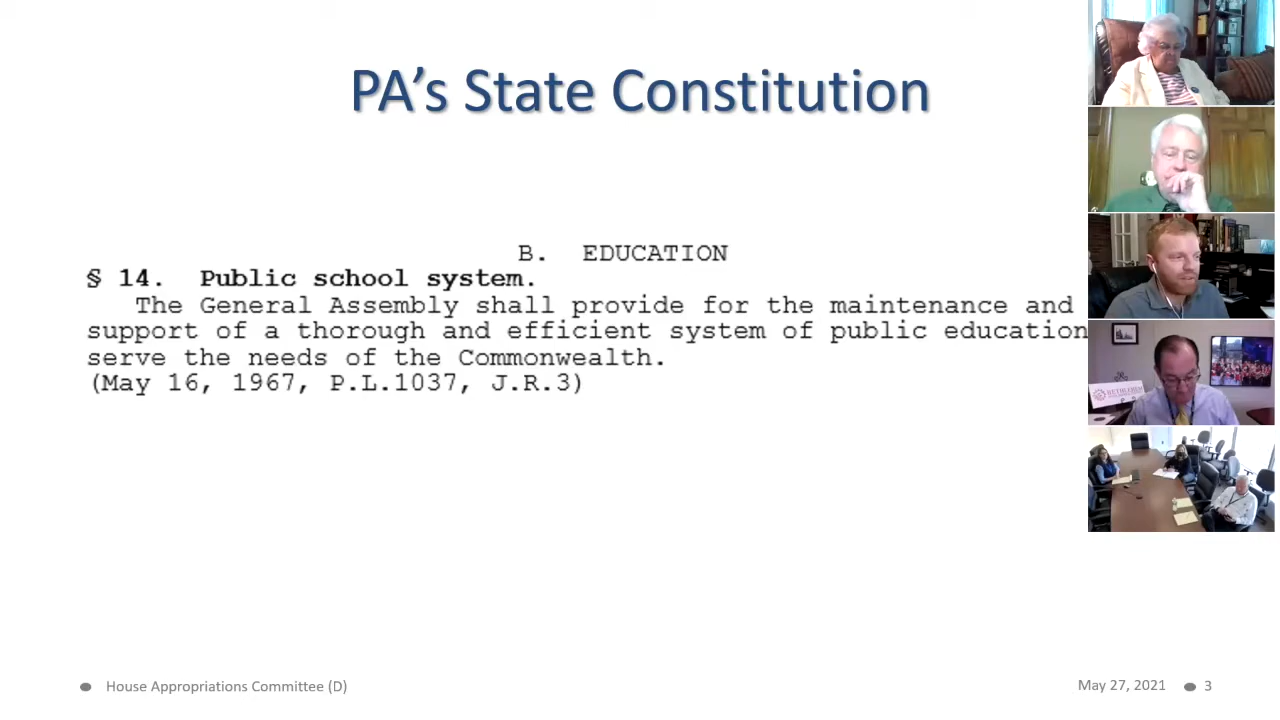 PA's State Constitution
B. EDUCATION
§ 14. Public school system.
The General Assembly shall provide for the maintenance and
support of a thorough and efficient system of public education
serve the needs of the Commonwealth.
(May 16, 1967, P.L.1037, J.R.3)
BETHLEHEM
House Appropriations Committee (D)
May 27, 2021
3